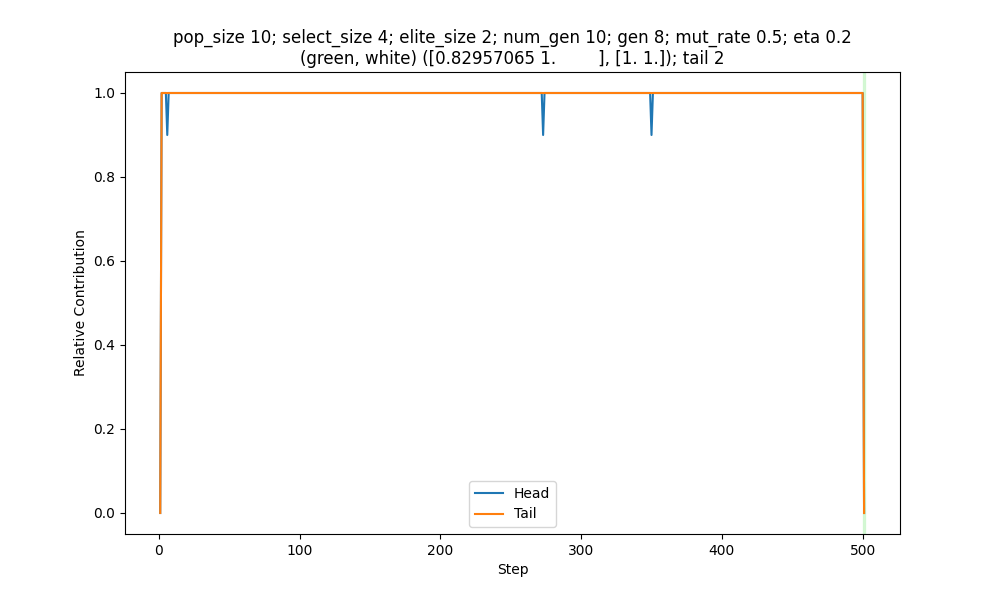 pop_size 10; select_size 4; elite_size 2; num_gen 10; gen 8; mut_rate 0.5; eta 0.2
(green, white) ([0.82957065 1.        ], [1. 1.]); tail 2
1.0
0.8
0.6
0.4
0.2
0.0
Relative Contribution
Head
Tail
0
100
200
300
400
500
Step